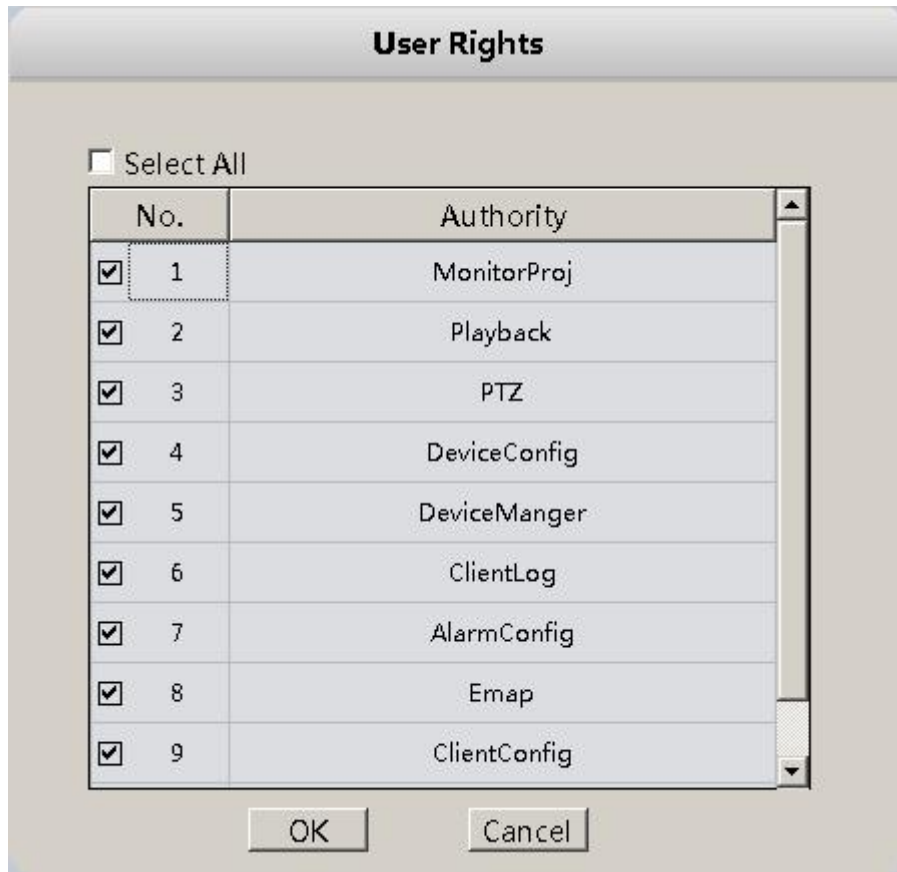 User Rights
Select All
No. Authority
1 MonitorProj
2 Playback
3 PTZ
4 DeviceConfig
5 DeviceManger
6 ClientLog
7 AlarmConfig
8 Emap
9 ClientConfig
OK Cancel